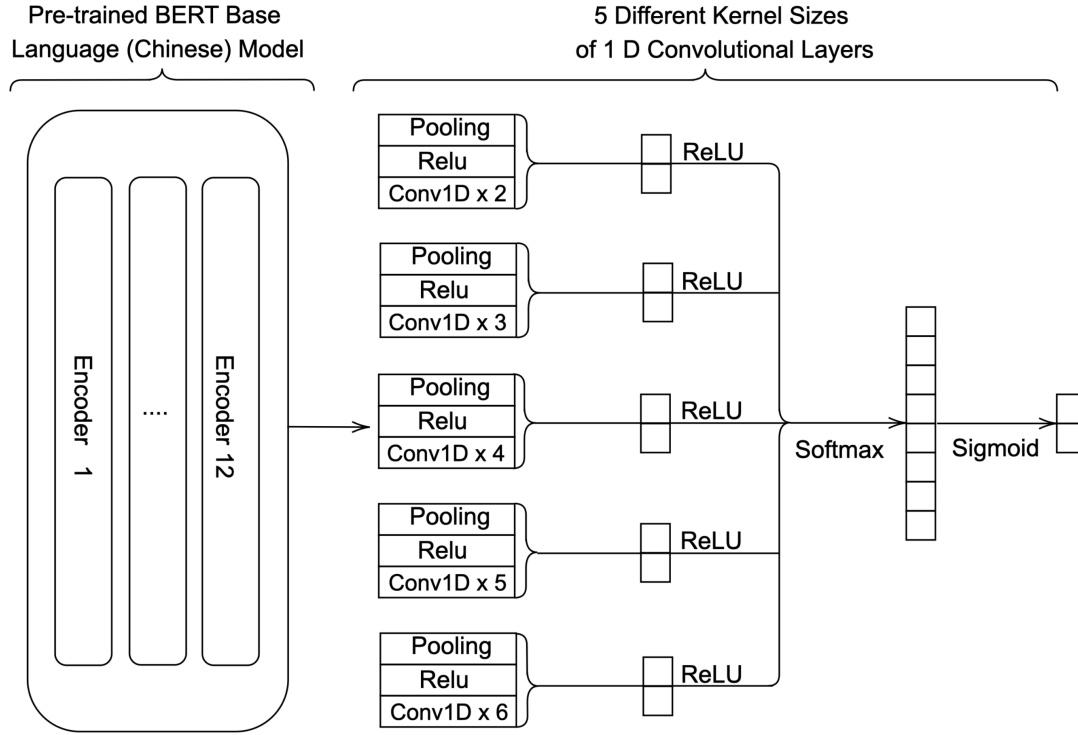 Pre-trained BERT Base
Language (Chinese) Model
5 Different Kernel Sizes
of 1 D Convolutional Layers
Encoder 1
....
Encoder 12
Pooling
Relu
Conv1D x 2
ReLU
Pooling
Relu
Conv1D x 3
ReLU
Pooling
Relu
Conv1D x 4
ReLU
Pooling
Relu
Conv1D x 5
ReLU
Pooling
Relu
Conv1D x 6
ReLU
Softmax
Sigmoid